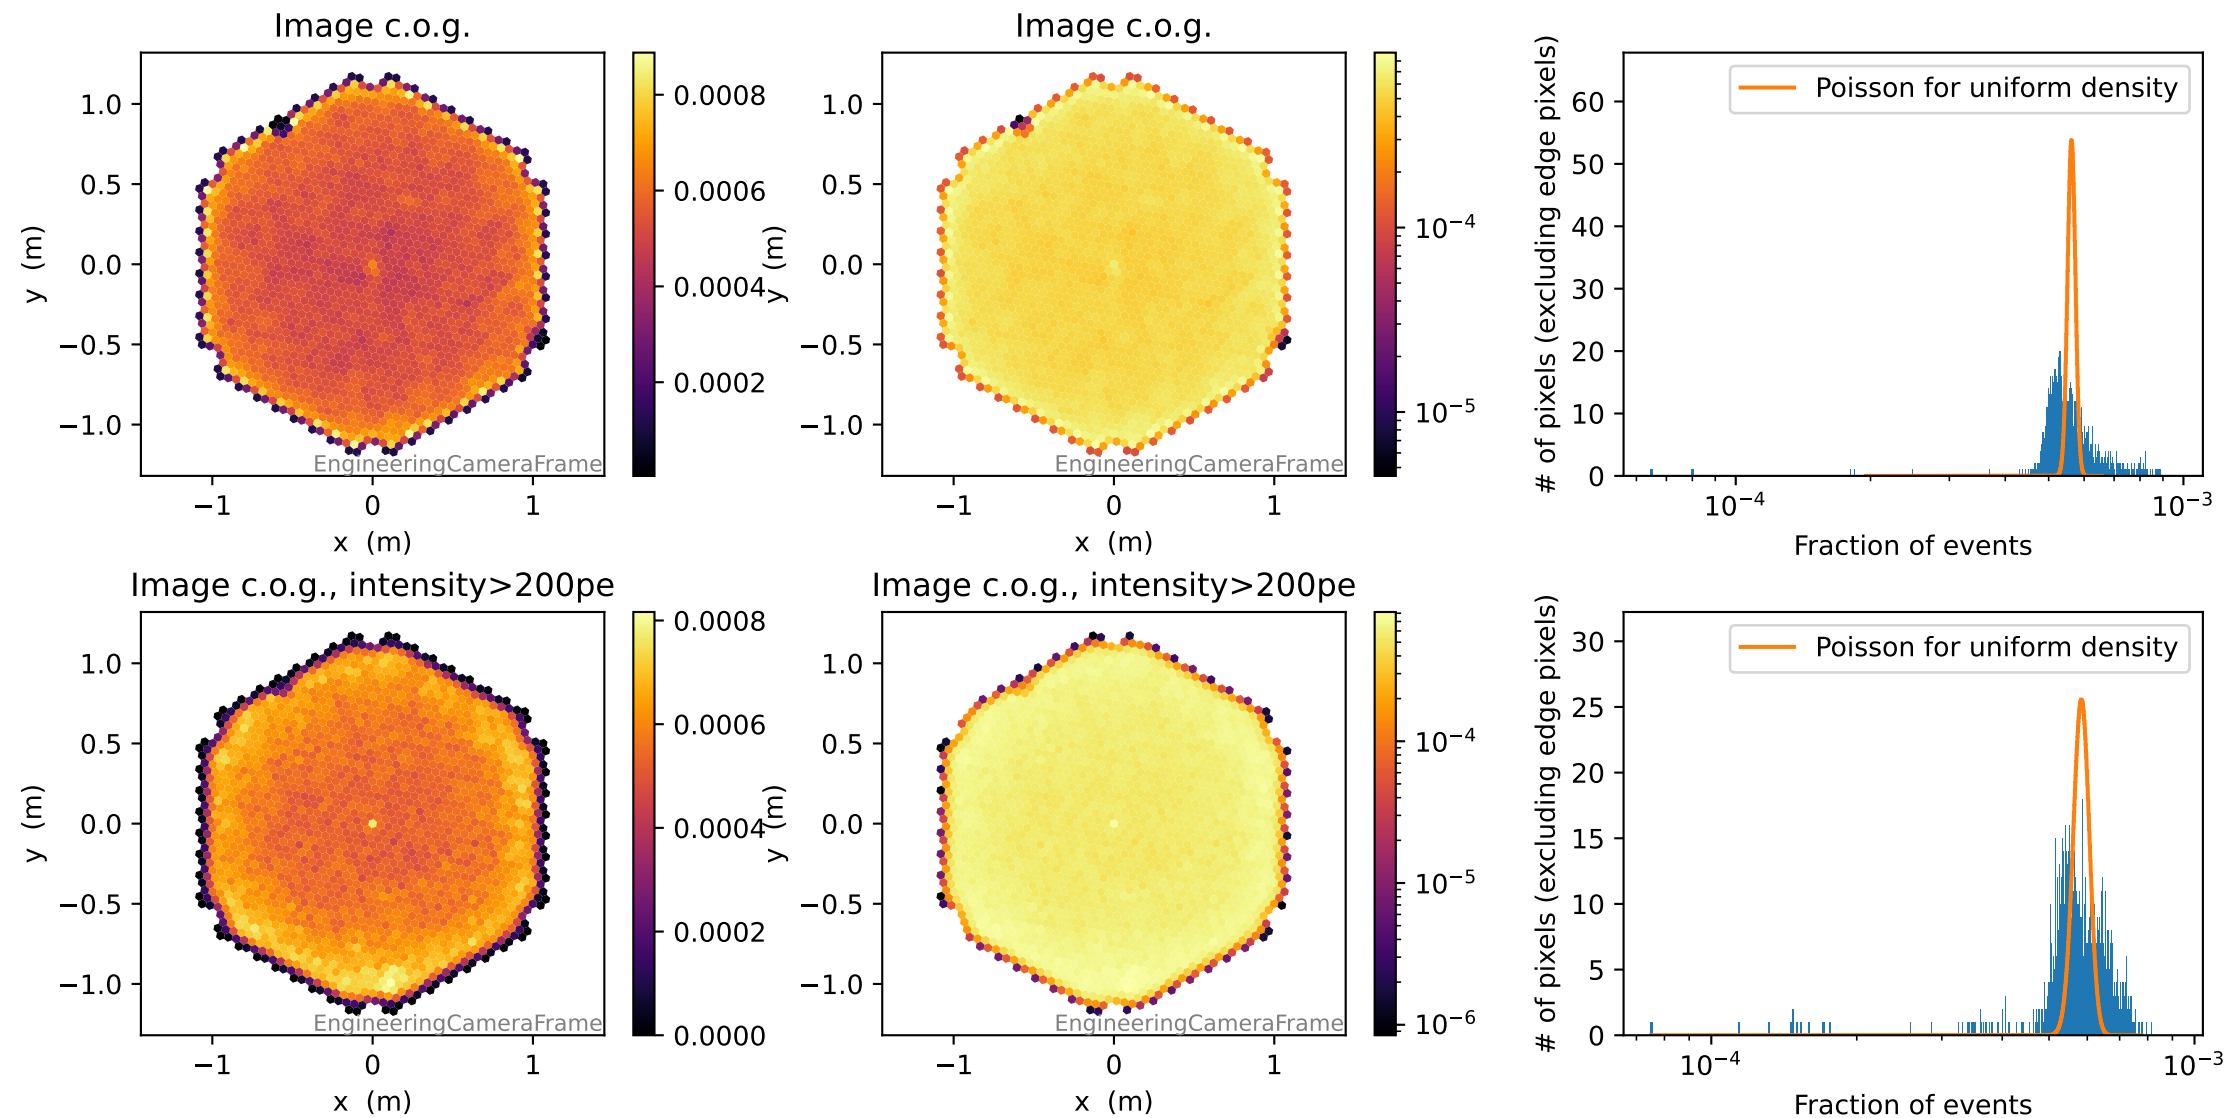 Image c.o.g.
1.0
0.5
0.0
−0.5
−1.0
y (m)
−1
0
1
x (m)
EngineeringCameraFrame
0.0008
0.0006
0.0004
0.0002
Image c.o.g.
1.0
0.5
0.0
−0.5
−1.0
y (m)
−1
0
1
x (m)
EngineeringCameraFrame
10⁻⁴
10⁻⁵
# of pixels (excluding edge pixels)
60
50
40
30
20
10
0
Poisson for uniform density
10⁻⁴
10⁻³
Fraction of events
Image c.o.g., intensity>200pe
1.0
0.5
0.0
−0.5
−1.0
y (m)
−1
0
1
x (m)
EngineeringCameraFrame
0.0008
0.0006
0.0004
0.0002
0.0000
Image c.o.g., intensity>200pe
1.0
0.5
0.0
−0.5
−1.0
y (m)
−1
0
1
x (m)
EngineeringCameraFrame
10⁻⁴
10⁻⁵
10⁻⁶
# of pixels (excluding edge pixels)
30
25
20
15
10
5
0
Poisson for uniform density
10⁻⁴
10⁻³
Fraction of events